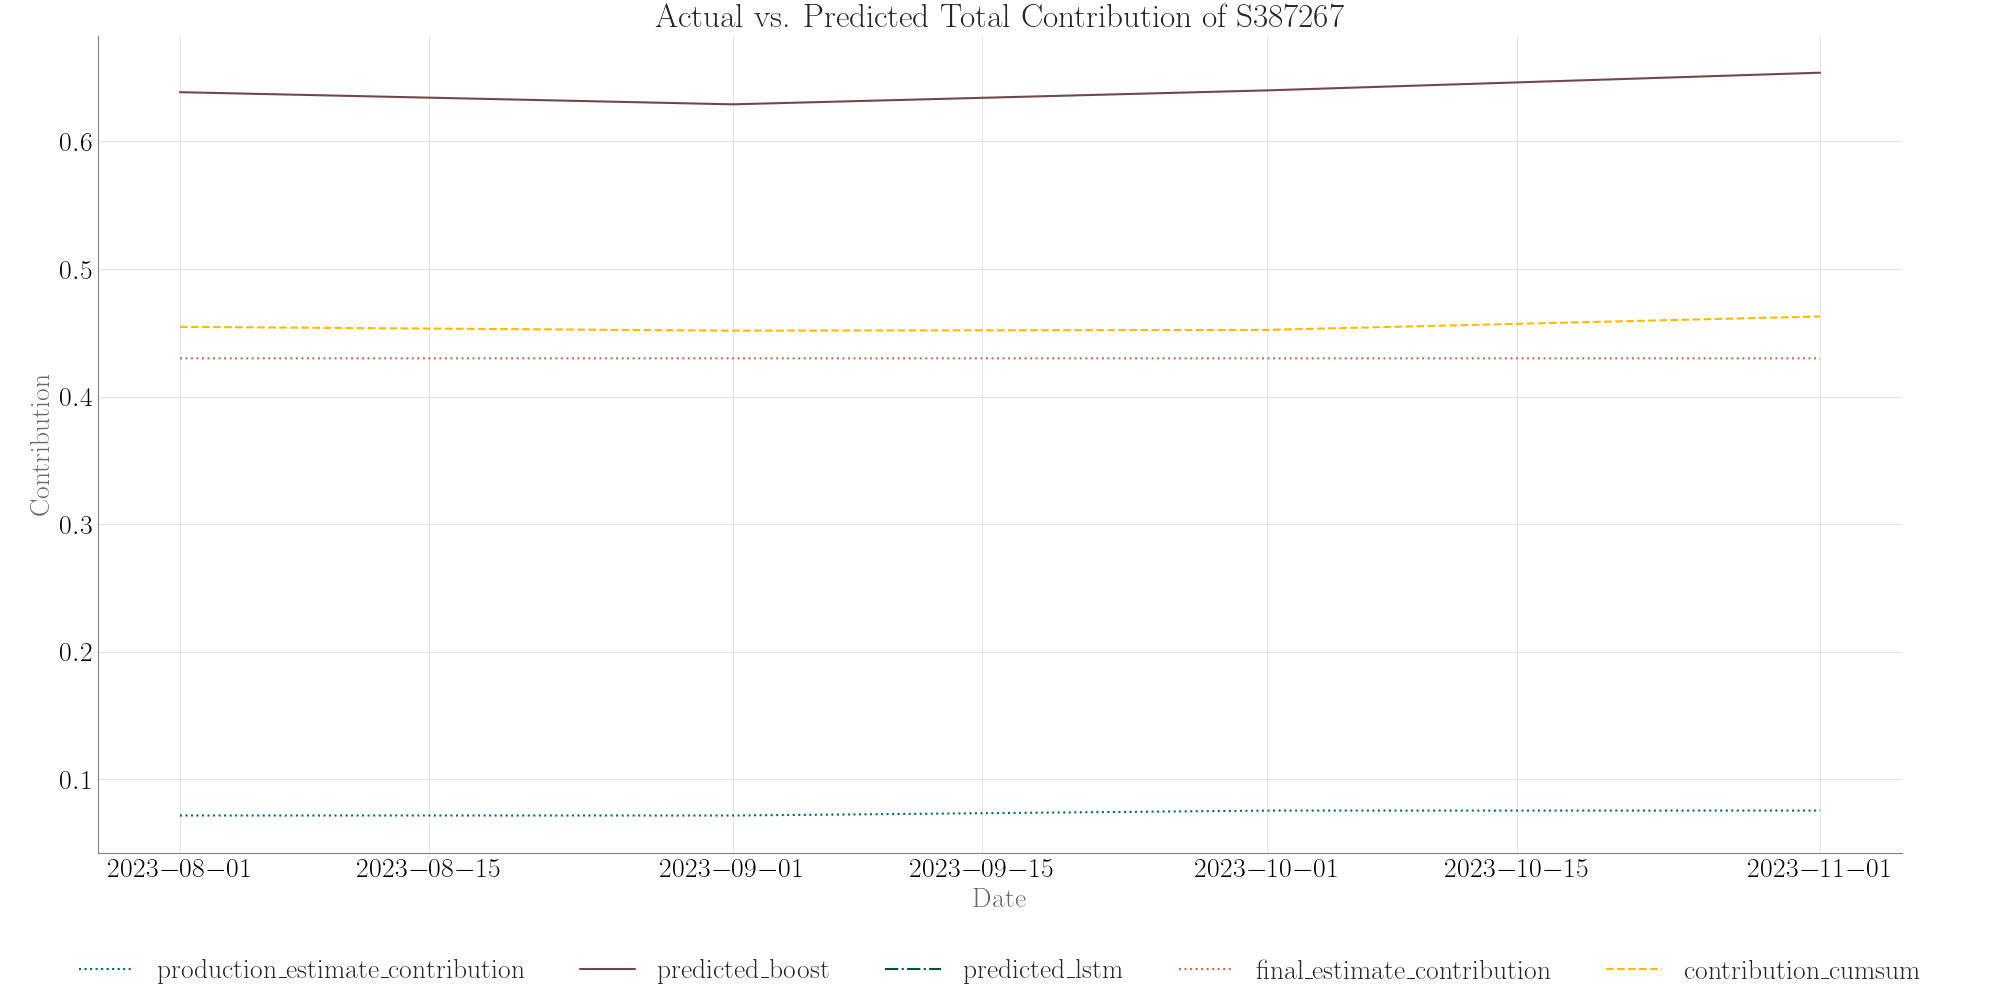 Actual vs. Predicted Total Contribution of S387267
Contribution
0.6
0.5
0.4
0.3
0.2
0.1
2023−08−01 2023−08−15 2023−09−01 2023−09−15 2023−10−01 2023−10−15 2023−11−01
Date
production_estimate_contribution predicted_boost predicted_lstm final_estimate_contribution contribution_cumsum